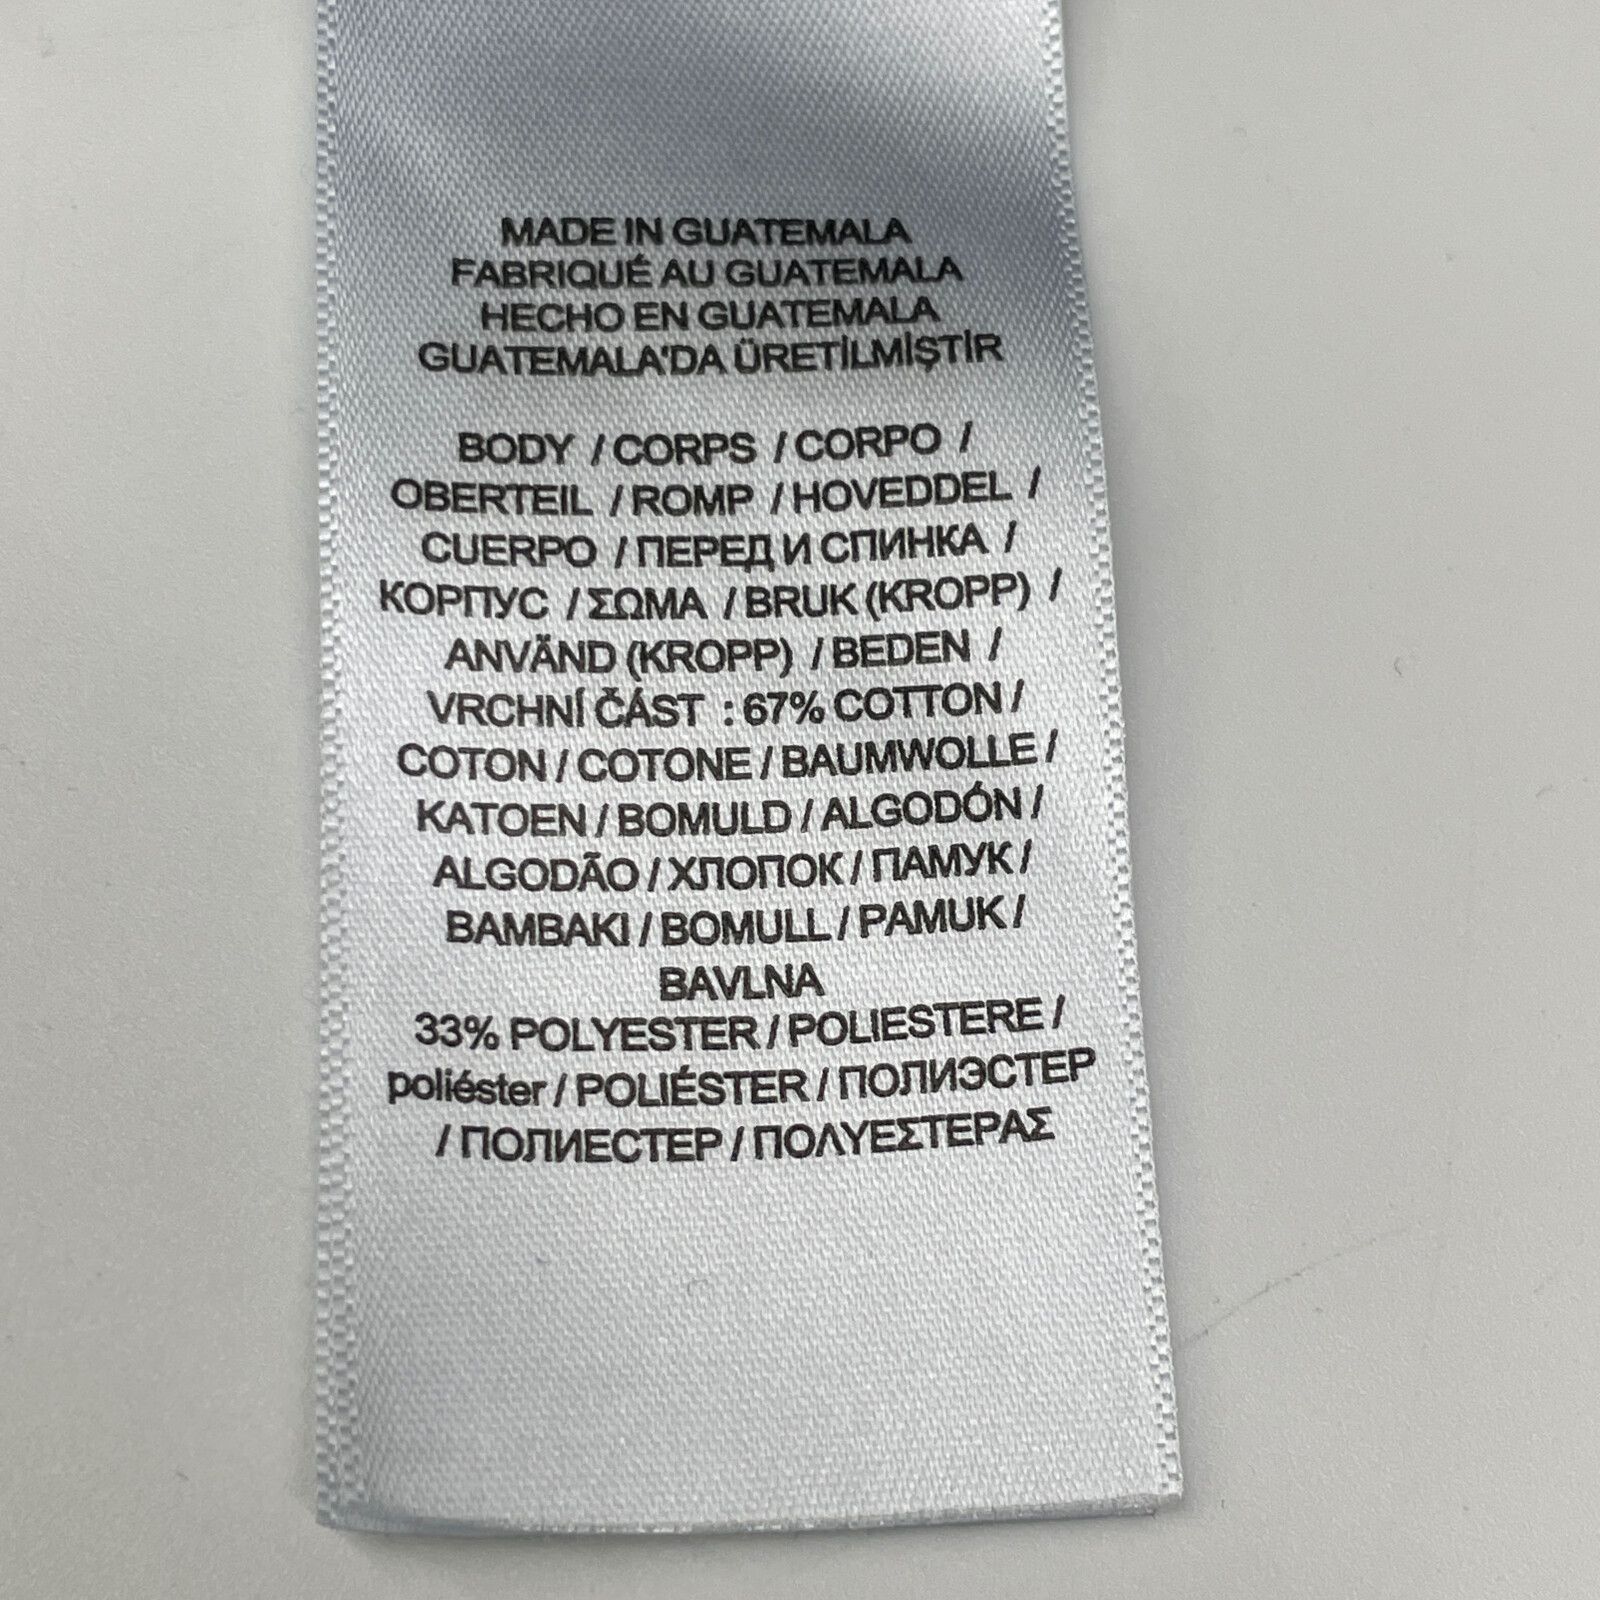 MADE IN GUATEMALA
FABRIQUÉ AU GUATEMALA
HECHO EN GUATEMALA
GUATEMALA'DA ÜRETİLMİŞTİR
BODY / CORPS / CORPO /
OBERTEIL / ROMP / HOVEDDEL /
CUERPO / ПЕРЕД И СПИНКА /
КОРПУС / ΣΩΜΑ / BRUK (KROPP) /
ANVÄND (KROPP) / BEDEN /
VRCHNÍ ČÁST : 67% COTTON /
COTON / COTONE / BAUMWOLLE /
KATOEN / BOMULD / ALGODÓN /
ALGODÃO / ХЛОПОК / ПАМУК /
BAMBAKI / BOMULL / PAMUK /
BAVLNA
33% POLYESTER / POLIESTERE /
poliéster / POLIÉSTER / ПОЛИЭСТЕР
/ ПОЛИЕСТЕР / ΠΟΛΥΕΣΤΕΡΑΣ